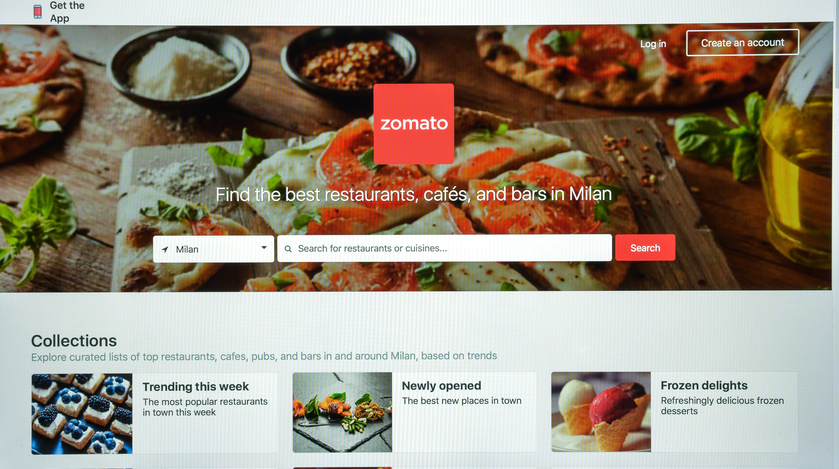 Get the
App
Log in
Create an account
zomato
Find the best restaurants, cafés, and bars in Milan
Milan
Search for restaurants or cuisines...
Search
Collections
Explore curated lists of top restaurants, cafes, pubs, and bars in and around Milan, based on trends
Trending this week
The most popular restaurants
in town this week
Newly opened
The best new places in town
Frozen delights
Refreshingly delicious frozen
desserts